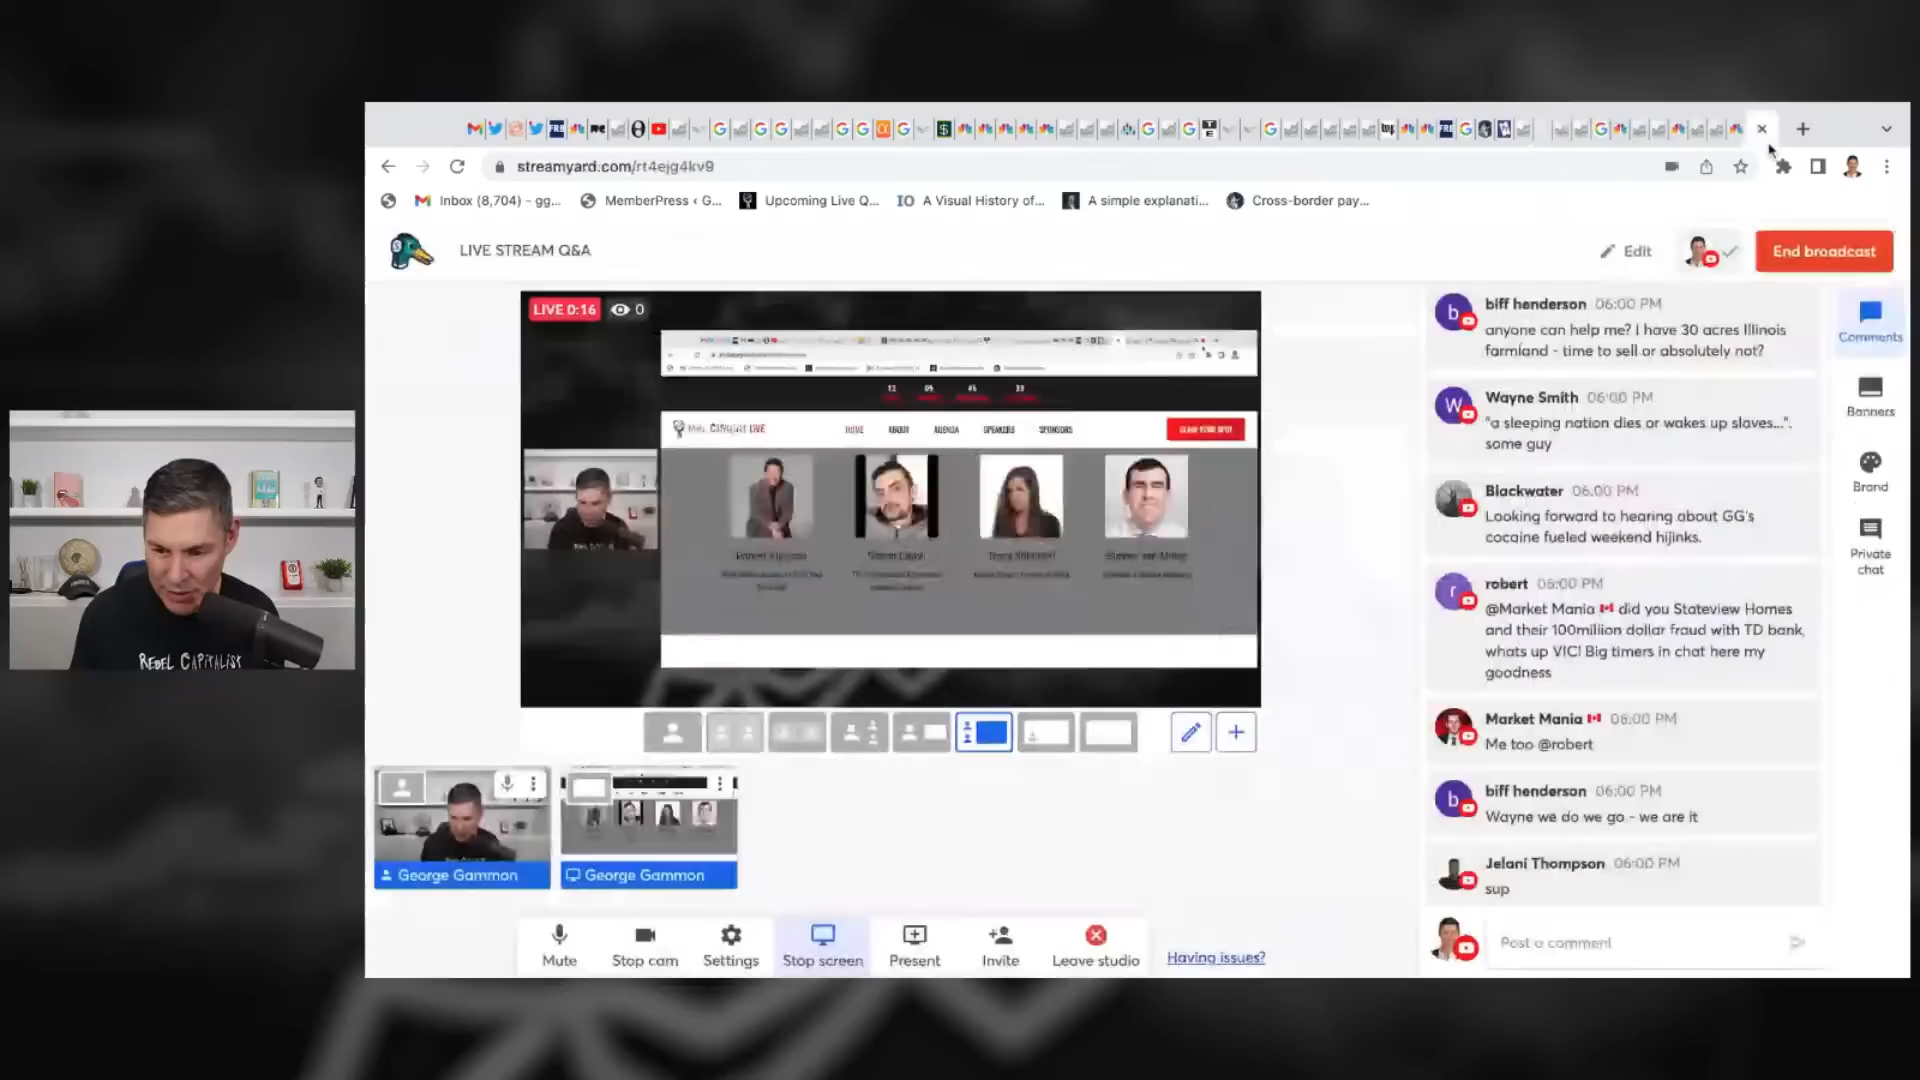 streamyard.com/rt4ejg4kv9
Inbox (8,704) - gg...
MemberPress ‹ G...
Upcoming Live Q...
IO A Visual History of...
A simple explanati...
Cross-border pay...
LIVE STREAM Q&A
Edit
End broadcast
LIVE 0:16
0
HOME
ABOUT
AGENDA
SPEAKERS
SPONSORS
REBEL CAPITALIST
George Gammon
George Gammon
Mute
Stop cam
Settings
Stop screen
Present
Invite
Leave studio
Having issues?
biff henderson 06:00 PM
anyone can help me? I have 30 acres Illinois
farmland - time to sell or absolutely not?
Wayne Smith 06:00 PM
"a sleeping nation dies or wakes up slaves...".
some guy
Blackwater 06:00 PM
Looking forward to hearing about GG's
cocaine fueled weekend hijinks.
robert 06:00 PM
@Market Mania 🇨🇦 did you Stateview Homes
and their 100million dollar fraud with TD bank,
whats up VIC! Big timers in chat here my
goodness
Market Mania 🇨🇦 06:00 PM
Me too @robert
biff henderson 06:00 PM
Wayne we do we go - we are it
Jelani Thompson 06:00 PM
sup
Post a comment
Comments
Banners
Brand
Private
chat